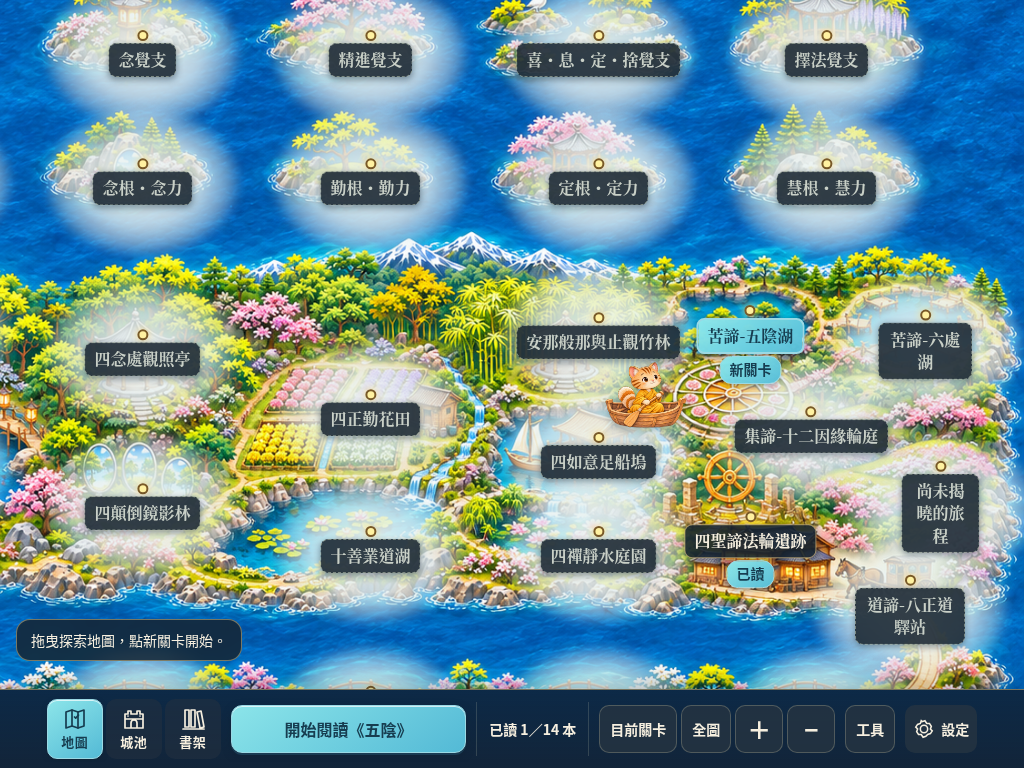 念覺支
精進覺支
喜・息・定・捨覺支
擇法覺支
念根・念力
勤根・勤力
定根・定力
慧根・慧力
四念處觀照亭
安那般那與止觀竹林
苦諦-五陰湖
新關卡
苦諦-六處
湖
四正勤花田
集諦-十二因緣輪庭
四如意足船塢
四顛倒鏡影林
尚未揭
曉的旅
程
十善業道湖
四禪靜水庭園
四聖諦法輪遺跡
已讀
道諦-八正道
驛站
拖曳探索地圖，點新關卡開始。
地圖
城池
書架
開始閱讀《五陰》
已讀 1／14 本
目前關卡
全圖
+
−
工具
設定